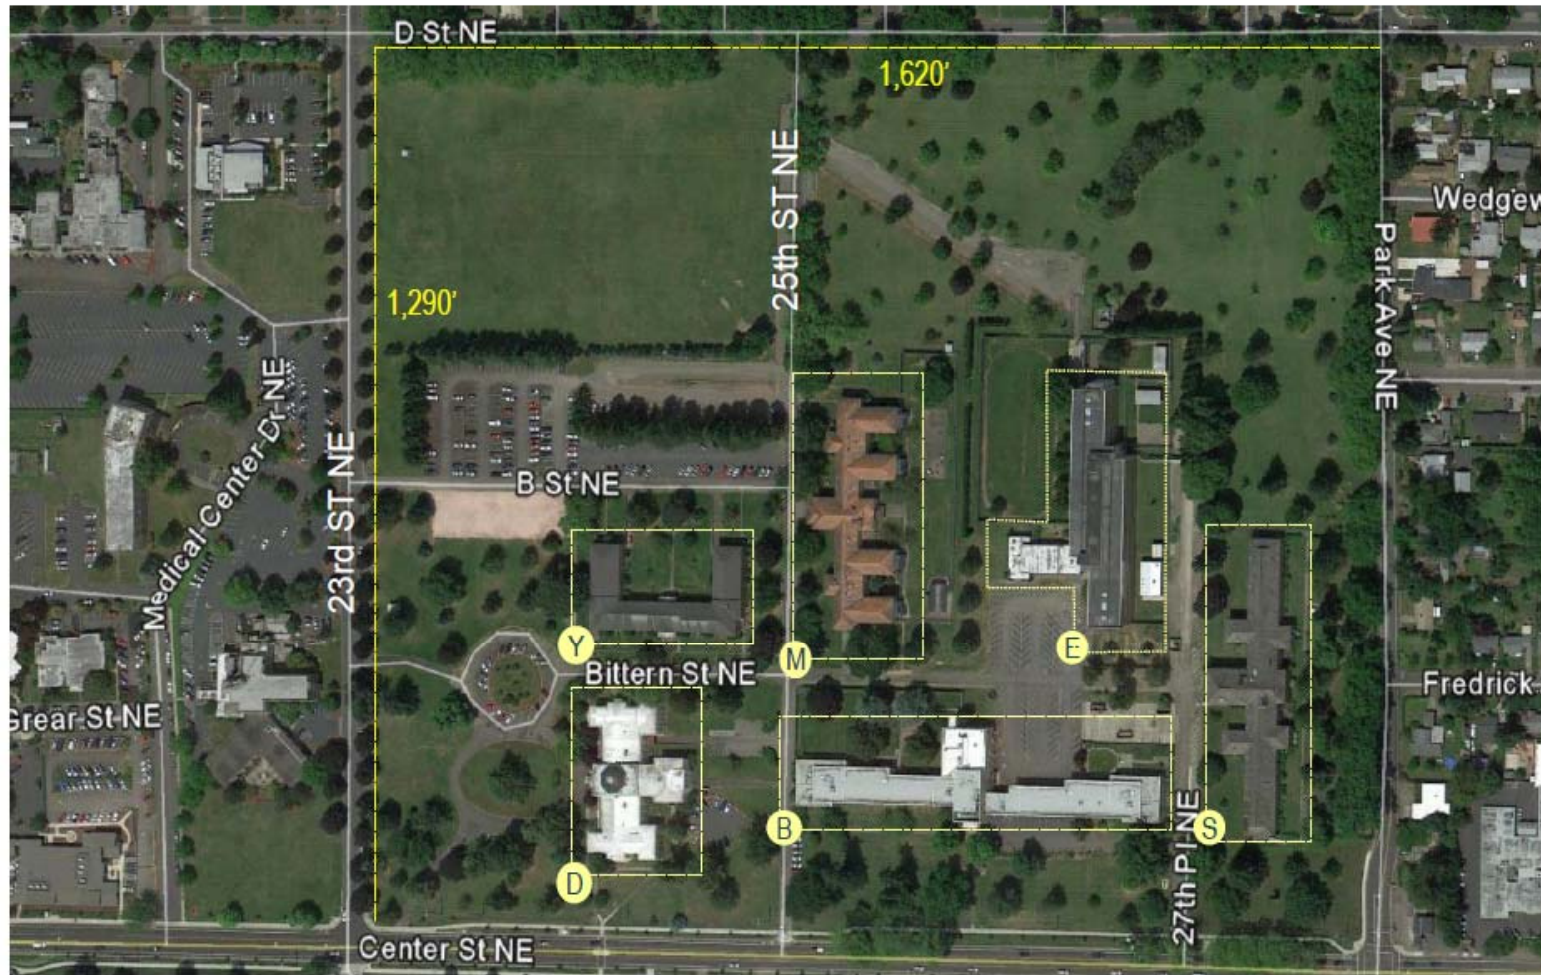 D St NE
1,620'
25th ST NE
Wedgew
Park Ave NE
1,290'
Medical Center Dr NE
23rd ST NE
B St NE
Y
M
E
Bittern St NE
Fredrick
Grear St NE
B
S
D
27th Pl NE
Center St NE